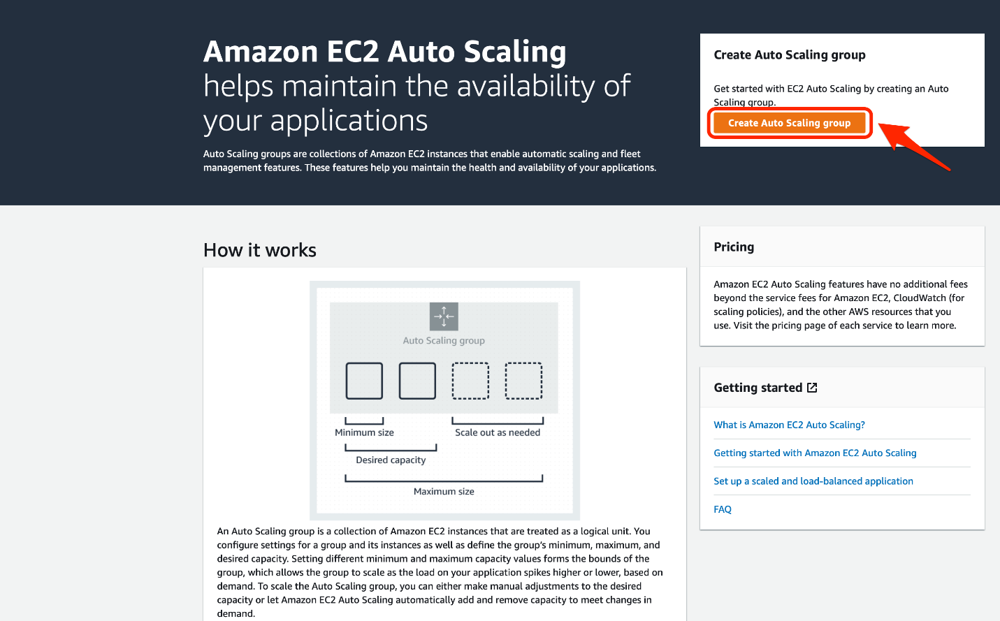 Amazon EC2 Auto Scaling
helps maintain the availability of
your applications
Auto Scaling groups are collections of Amazon EC2 instances that enable automatic scaling and fleet
management features. These features help you maintain the health and availability of your applications.
Create Auto Scaling group
Get started with EC2 Auto Scaling by creating an Auto
Scaling group.
Create Auto Scaling group
How it works
Auto Scaling group
Minimum size
Scale out as needed
Desired capacity
Maximum size
An Auto Scaling group is a collection of Amazon EC2 instances that are treated as a logical unit. You
configure settings for a group and its instances as well as define the group's minimum, maximum, and
desired capacity. Setting different minimum and maximum capacity values forms the bounds of the
group, which allows the group to scale as the load on your application spikes higher or lower, based on
demand. To scale the Auto Scaling group, you can either make manual adjustments to the desired
capacity or let Amazon EC2 Auto Scaling automatically add and remove capacity to meet changes in
demand.
Pricing
Amazon EC2 Auto Scaling features have no additional fees
beyond the service fees for Amazon EC2, CloudWatch (for
scaling policies), and the other AWS resources that you
use. Visit the pricing page of each service to learn more.
Getting started
What is Amazon EC2 Auto Scaling?
Getting started with Amazon EC2 Auto Scaling
Set up a scaled and load-balanced application
FAQ